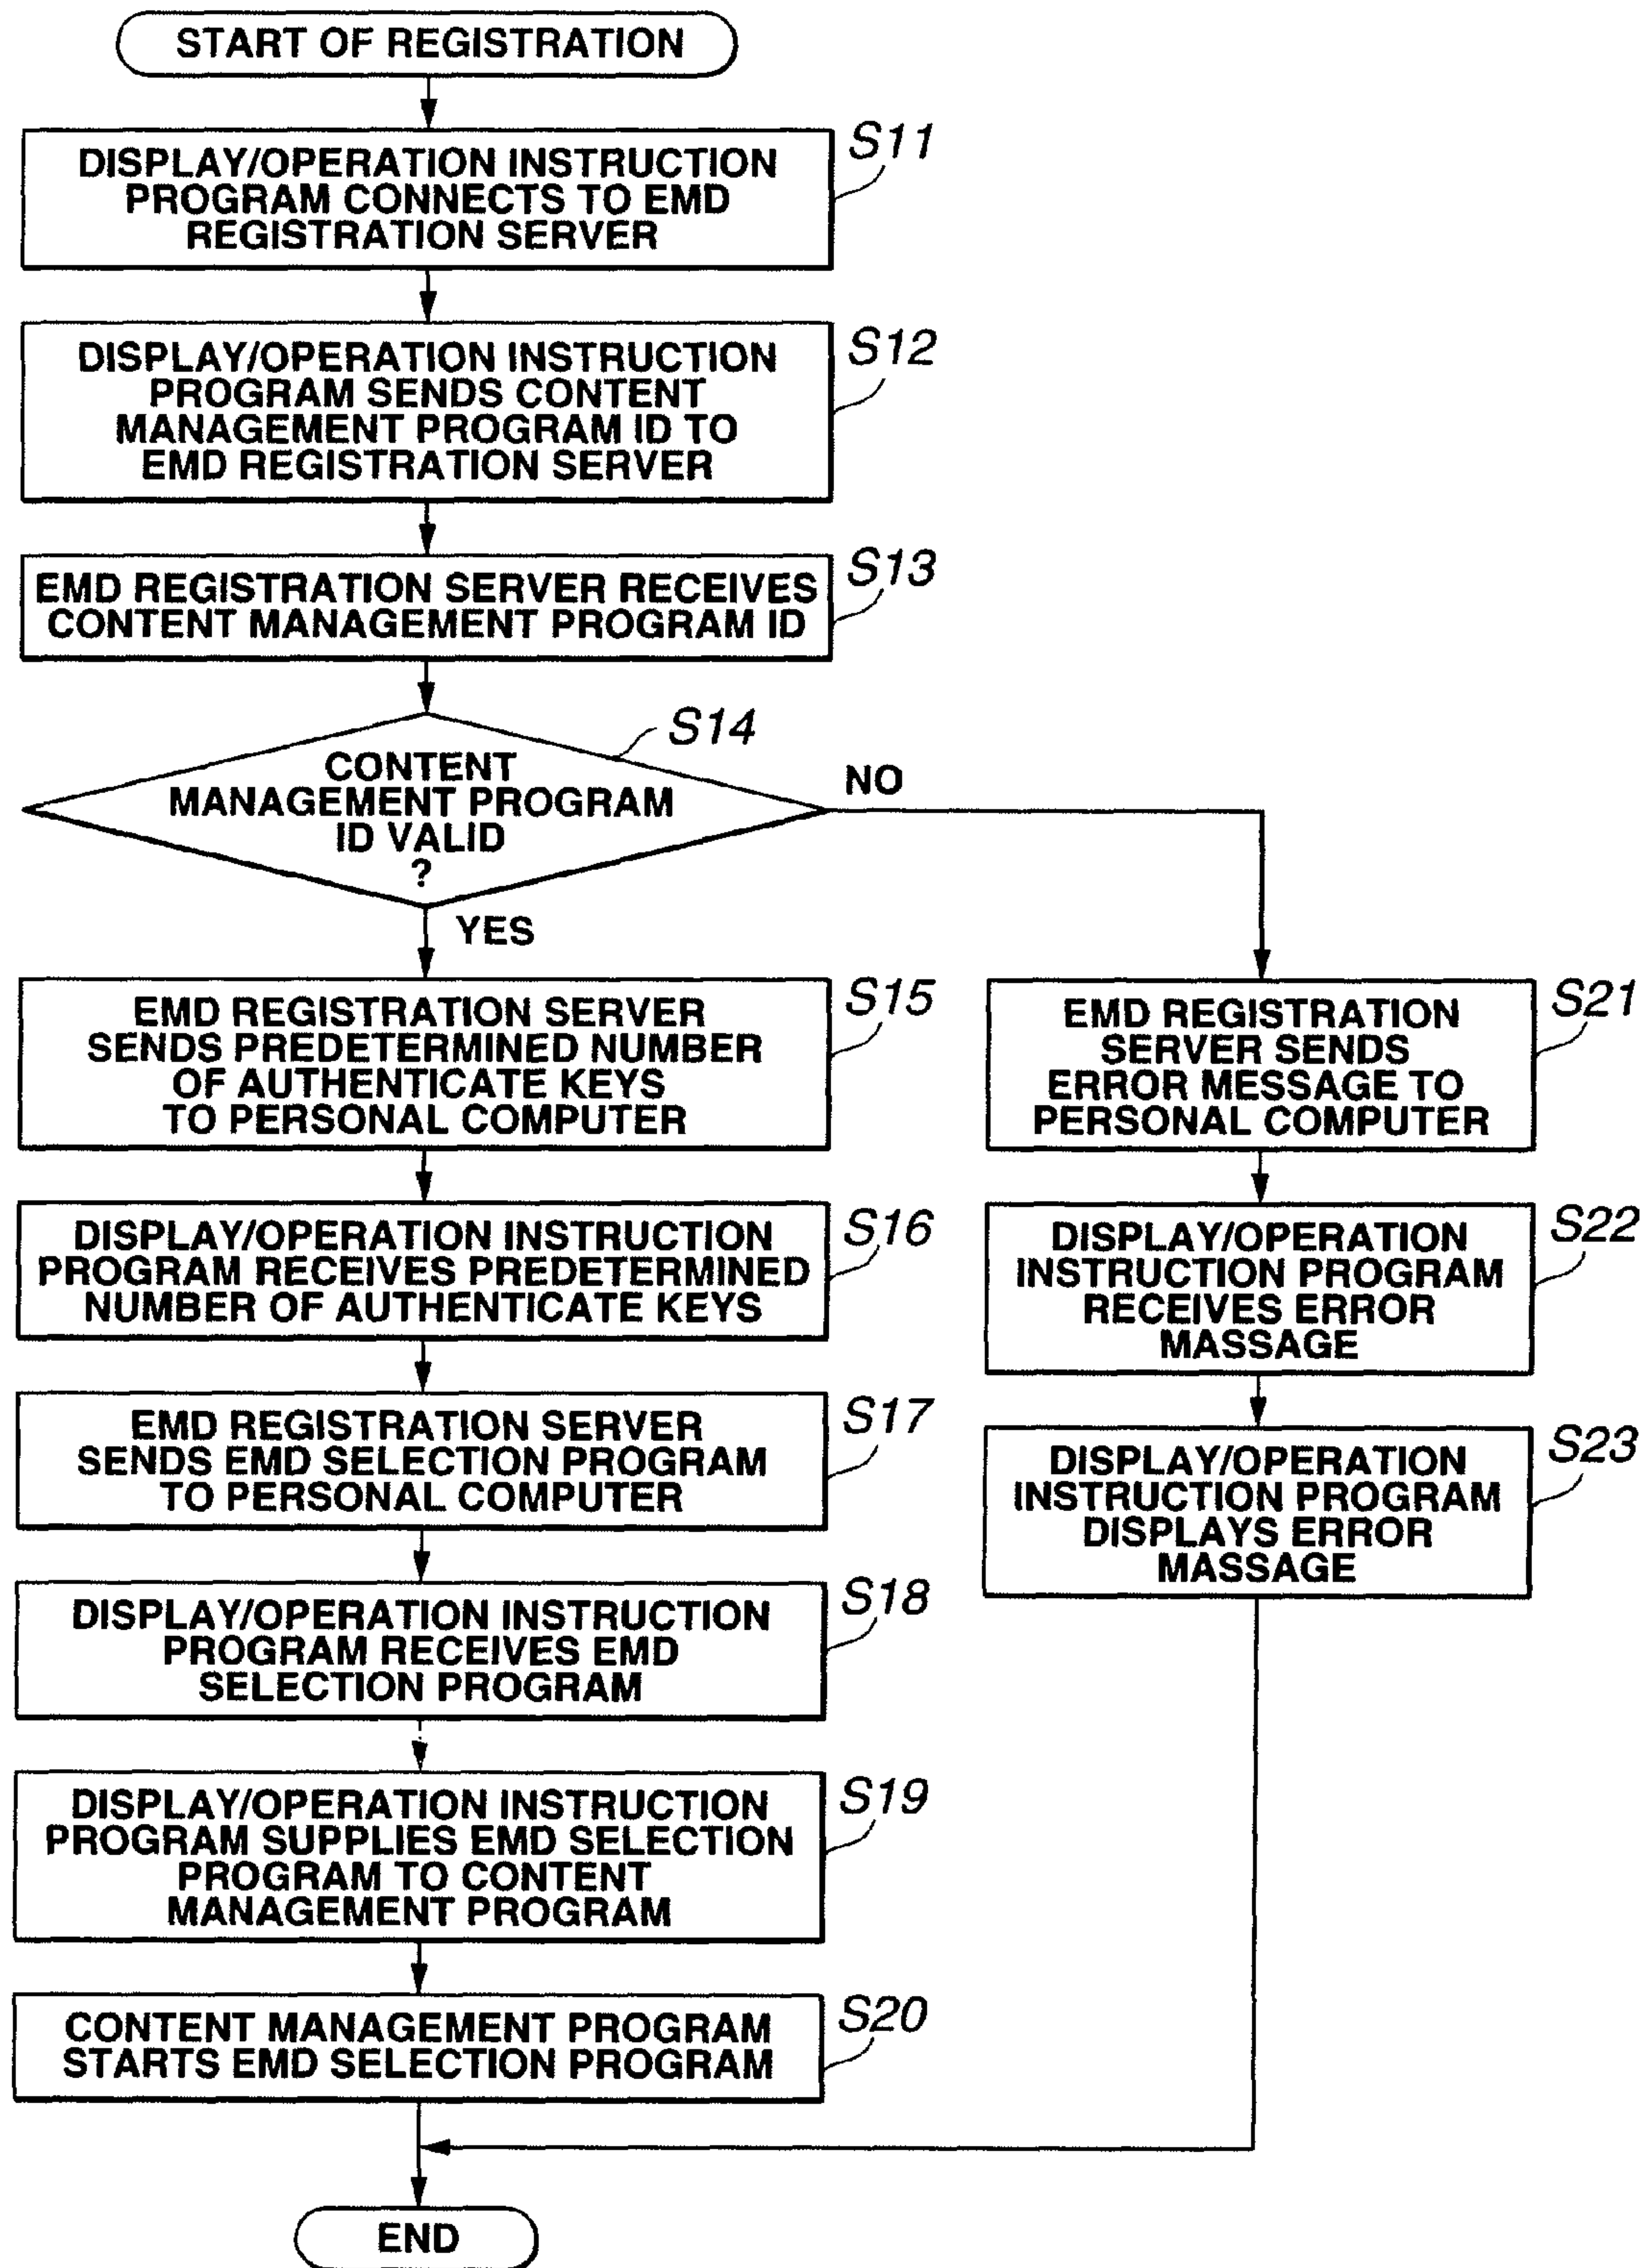 START OF REGISTRATION
S11
DISPLAY/OPERATION INSTRUCTION
PROGRAM CONNECTS TO EMD
REGISTRATION SERVER
S12
DISPLAY/OPERATION INSTRUCTION
PROGRAM SENDS CONTENT
MANAGEMENT PROGRAM ID TO
EMD REGISTRATION SERVER
S13
EMD REGISTRATION SERVER RECEIVES
CONTENT MANAGEMENT PROGRAM ID
S14
CONTENT
MANAGEMENT PROGRAM
ID VALID
?
NO
YES
S15
EMD REGISTRATION SERVER
SENDS PREDETERMINED NUMBER
OF AUTHENTICATE KEYS
TO PERSONAL COMPUTER
S16
DISPLAY/OPERATION INSTRUCTION
PROGRAM RECEIVES PREDETERMINED
NUMBER OF AUTHENTICATE KEYS
S17
EMD REGISTRATION SERVER
SENDS EMD SELECTION PROGRAM
TO PERSONAL COMPUTER
S18
DISPLAY/OPERATION INSTRUCTION
PROGRAM RECEIVES EMD
SELECTION PROGRAM
S19
DISPLAY/OPERATION INSTRUCTION
PROGRAM SUPPLIES EMD SELECTION
PROGRAM TO CONTENT
MANAGEMENT PROGRAM
S20
CONTENT MANAGEMENT PROGRAM
STARTS EMD SELECTION PROGRAM
S21
EMD REGISTRATION
SERVER SENDS
ERROR MESSAGE TO
PERSONAL COMPUTER
S22
DISPLAY/OPERATION
INSTRUCTION PROGRAM
RECEIVES ERROR
MASSAGE
S23
DISPLAY/OPERATION
INSTRUCTION PROGRAM
DISPLAYS ERROR
MASSAGE
END